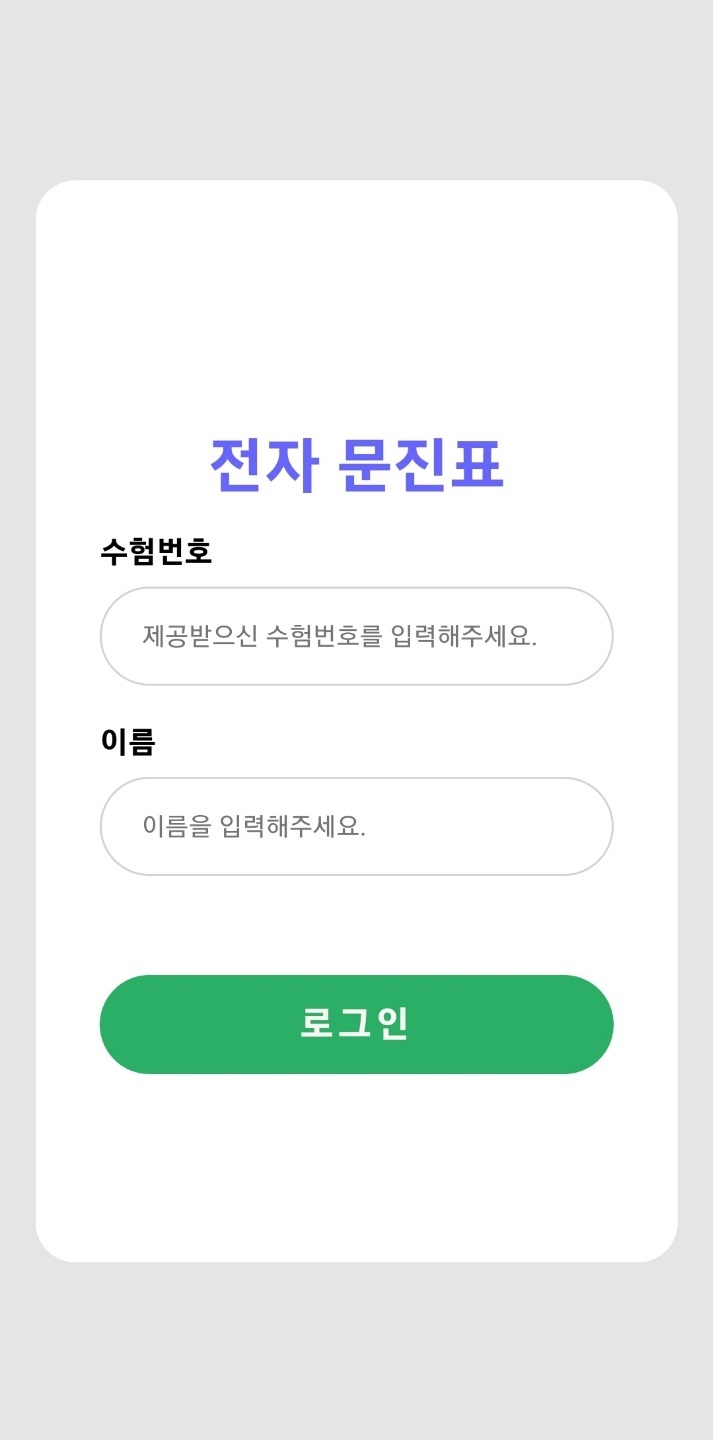 전자 문진표
수험번호
제공받으신 수험번호를 입력해주세요.
이름
이름을 입력해주세요.
로그인